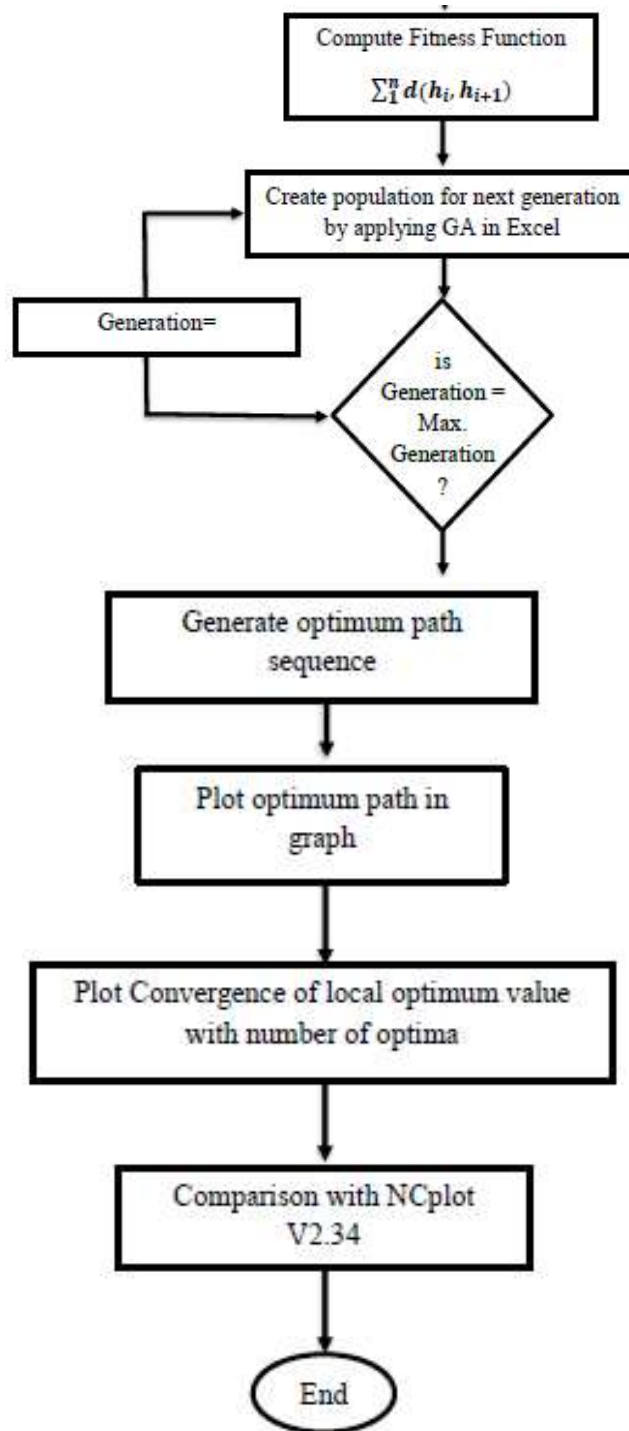 Compute Fitness Function
∑₁ⁿ d(hᵢ, hᵢ₊₁)
Create population for next generation
by applying GA in Excel
Generation=
is
Generation =
Max.
Generation
?
Generate optimum path
sequence
Plot optimum path in
graph
Plot Convergence of local optimum value
with number of optima
Comparison with NCplot
V2.34
End